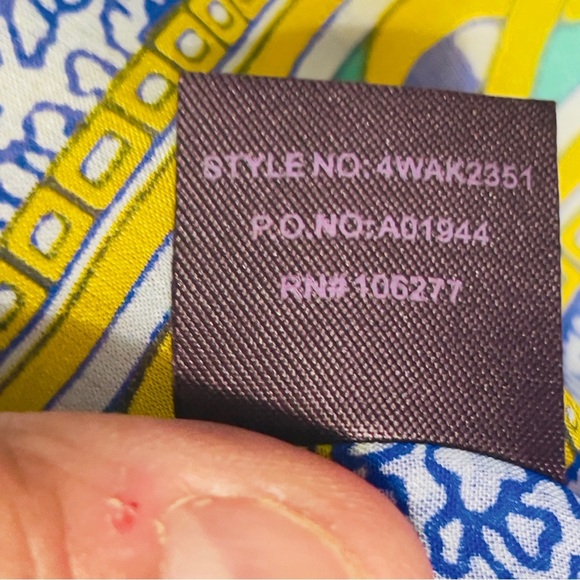 STYLE NO: 4WAK2351
P.O.NO: A01944
RN# 106277